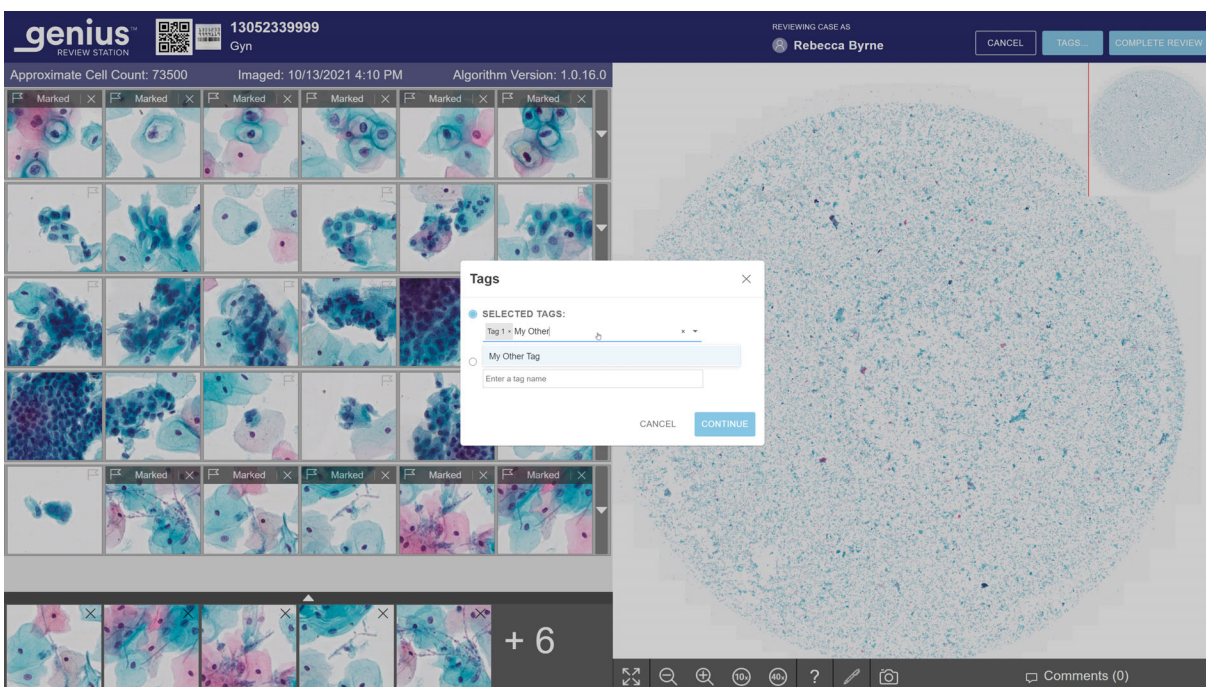 genius™
REVIEW STATION
13052339999
Gyn
REVIEWING CASE AS
Rebecca Byrne
CANCEL
TAGS...
COMPLETE REVIEW
Approximate Cell Count: 73500
Imaged: 10/13/2021 4:10 PM
Algorithm Version: 1.0.16.0
Marked
Marked
Marked
Marked
Marked
Marked
Tags
SELECTED TAGS:
Tag 1 × My Other
My Other Tag
Enter a tag name
CANCEL
CONTINUE
Marked
Marked
Marked
Marked
Marked
+ 6
10x
40x
?
Comments (0)